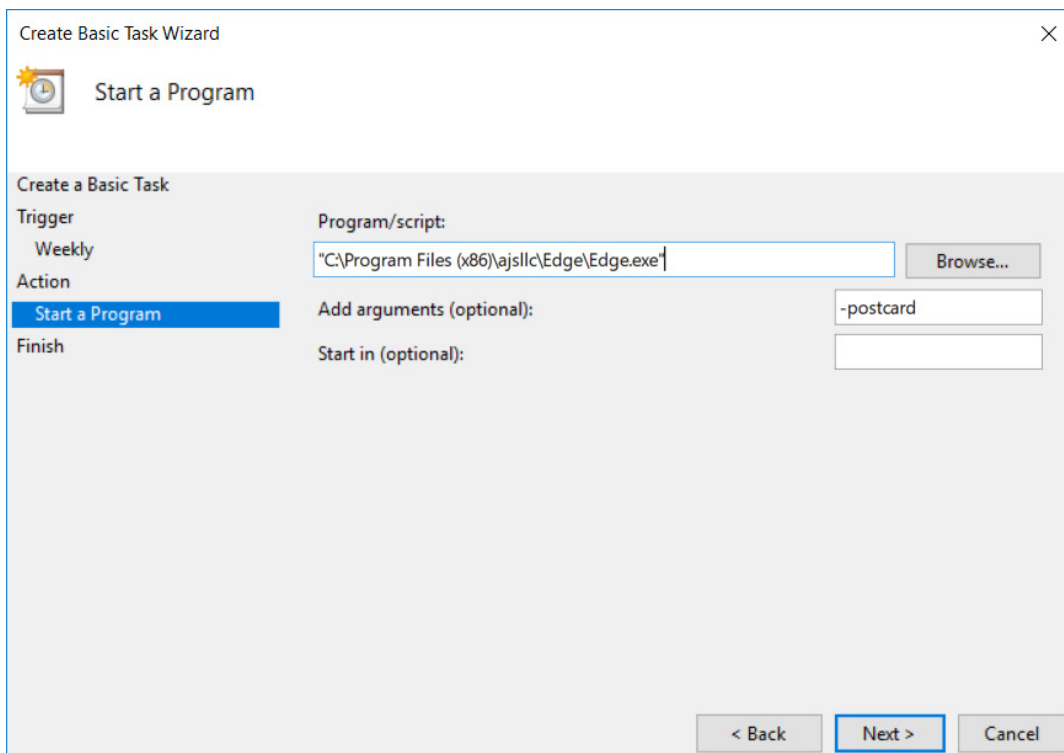 Create Basic Task Wizard
Start a Program
Create a Basic Task
Trigger
Weekly
Action
Start a Program
Finish
Program/script:
"C:\Program Files (x86)\ajsllc\Edge\Edge.exe"
Browse...
Add arguments (optional):
-postcard
Start in (optional):
< Back
Next >
Cancel